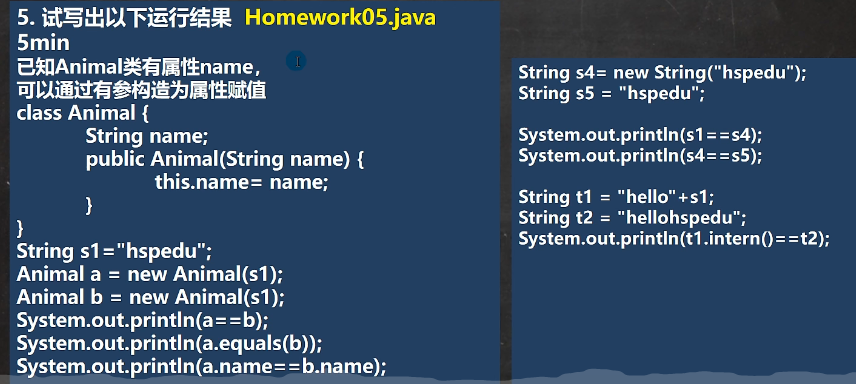 5. 试写出以下运行结果 Homework05.java
5min
已知Animal类有属性name，
可以通过有参构造为属性赋值
class Animal {
String name;
public Animal(String name) {
this.name= name;
}
}
String s1="hspedu";
Animal a = new Animal(s1);
Animal b = new Animal(s1);
System.out.println(a==b);
System.out.println(a.equals(b));
System.out.println(a.name==b.name);
String s4= new String("hspedu");
String s5 = "hspedu";
System.out.println(s1==s4);
System.out.println(s4==s5);
String t1 = "hello"+s1;
String t2 = "hellohspedu";
System.out.println(t1.intern()==t2);